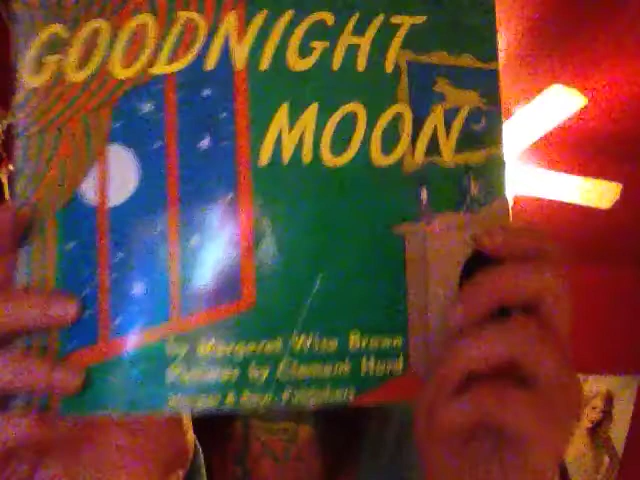 GOODNIGHT
MOON
by Margaret Wise Brown
Pictures by Clement Hurd